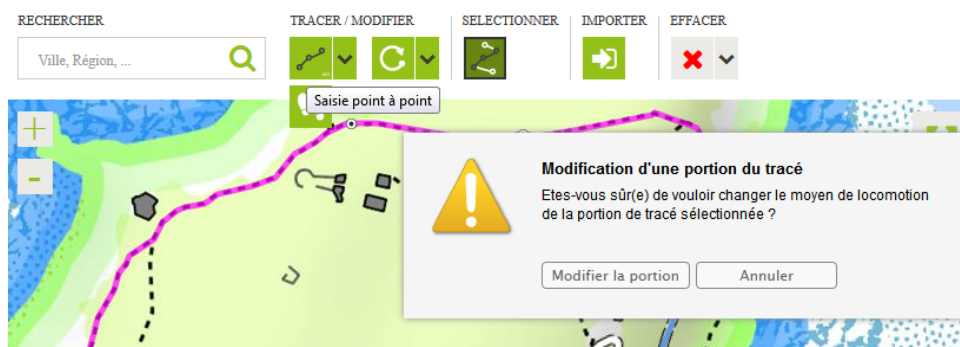 RECHERCHER
TRACER / MODIFIER
SELECTIONNER
IMPORTER
EFFACER
Ville, Région, ...
Saisie point à point
+
-
Modification d'une portion du tracé
Etes-vous sûr(e) de vouloir changer le moyen de locomotion
de la portion de tracé sélectionnée ?
Modifier la portion
Annuler